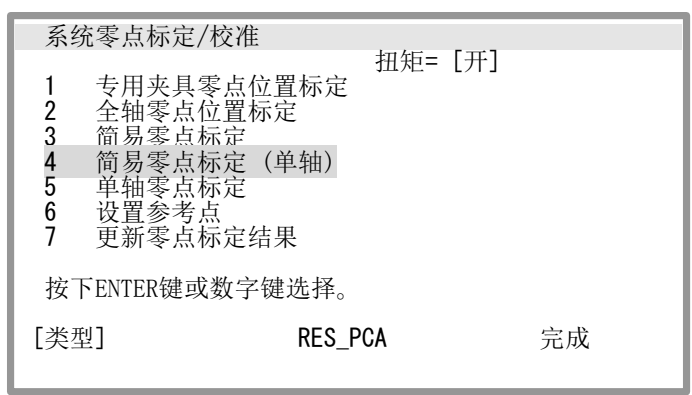 系统零点标定/校准
扭矩= [开]
1 专用夹具零点位置标定
2 全轴零点位置标定
3 简易零点标定
4 简易零点标定 (单轴)
5 单轴零点标定
6 设置参考点
7 更新零点标定结果
按下ENTER键或数字键选择。
[类型] RES_PCA 完成